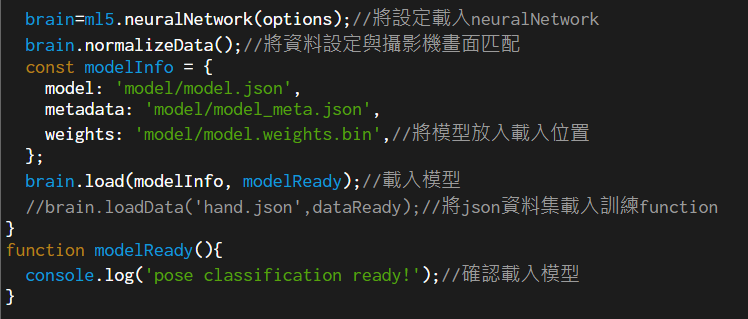 brain=ml5.neuralNetwork(options);//將設定載入neuralNetwork
brain.normalizeData();//將資料設定與攝影機畫面匹配
const modelInfo = {
model: 'model/model.json',
metadata: 'model/model_meta.json',
weights: 'model/model.weights.bin',//將模型放入載入位置
};
brain.load(modelInfo, modelReady);//載入模型
//brain.loadData('hand.json',dataReady);//將json資料集載入訓練function
}
function modelReady(){
console.log('pose classification ready!');//確認載入模型
}